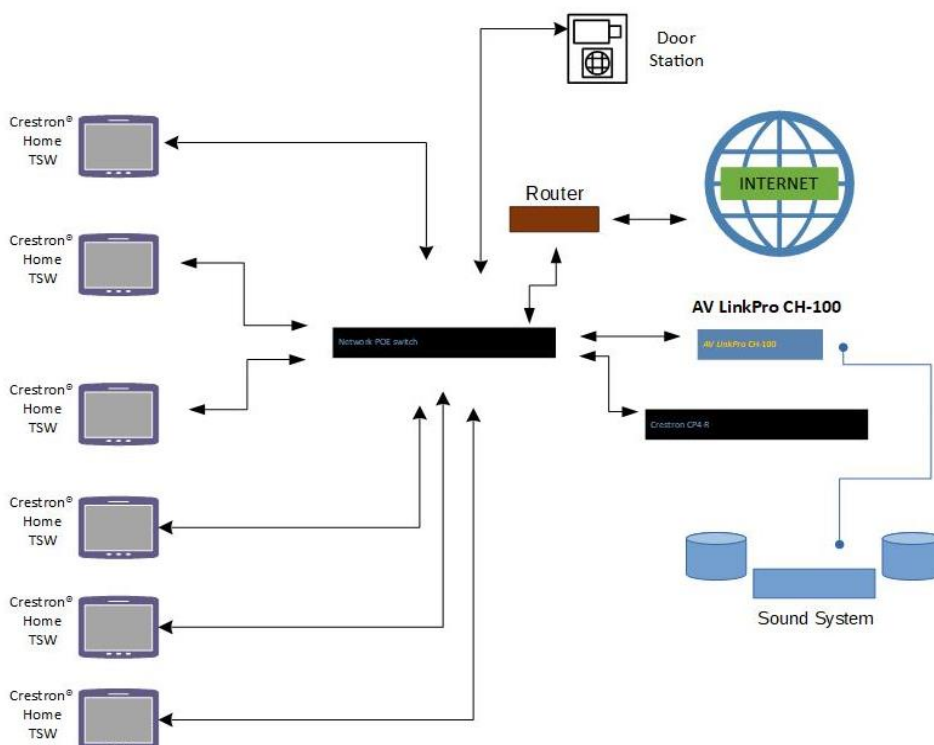 Door
Station
Crestron®
Home
TSW
INTERNET
Router
Crestron®
Home
TSW
AV LinkPro CH-100
Network POE switch
AV LinkPro CH-100
Crestron®
Home
TSW
Crestron CP4-R
Crestron®
Home
TSW
Crestron®
Home
TSW
Sound System
Crestron®
Home
TSW